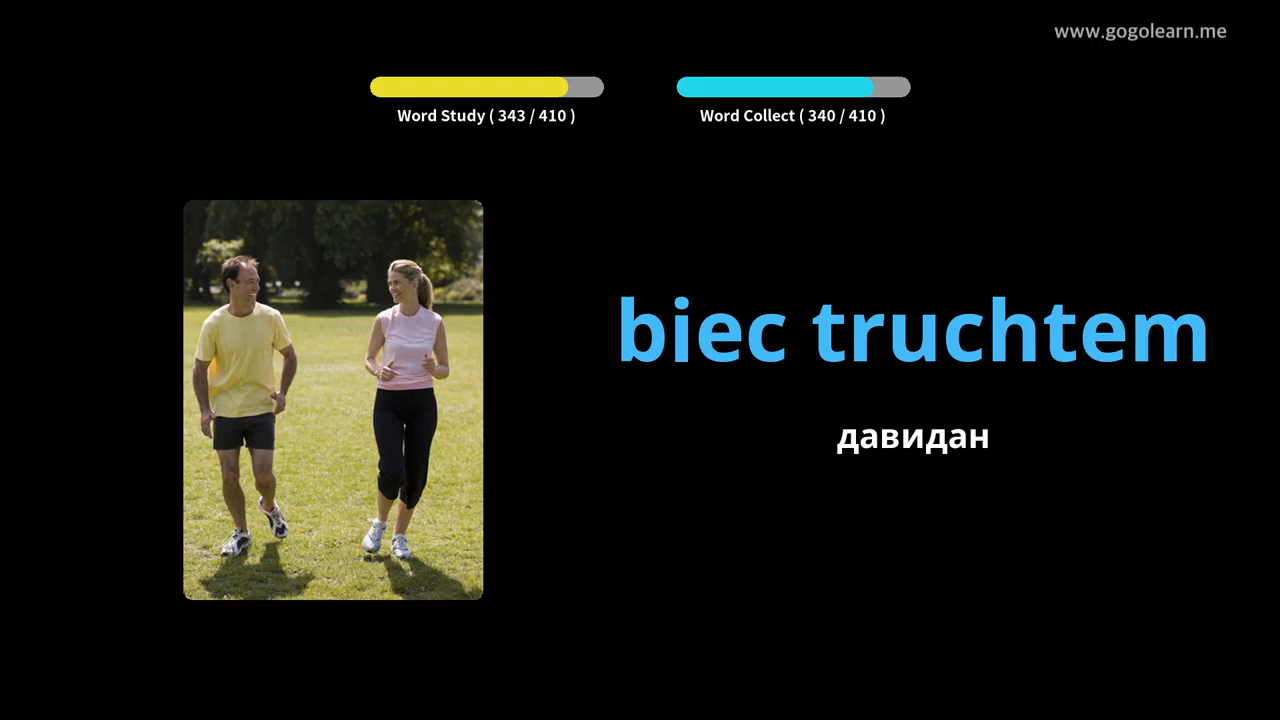 www.gogolearn.me
Word Study ( 343 / 410 )
Word Collect ( 340 / 410 )
biec truchtem
давидан